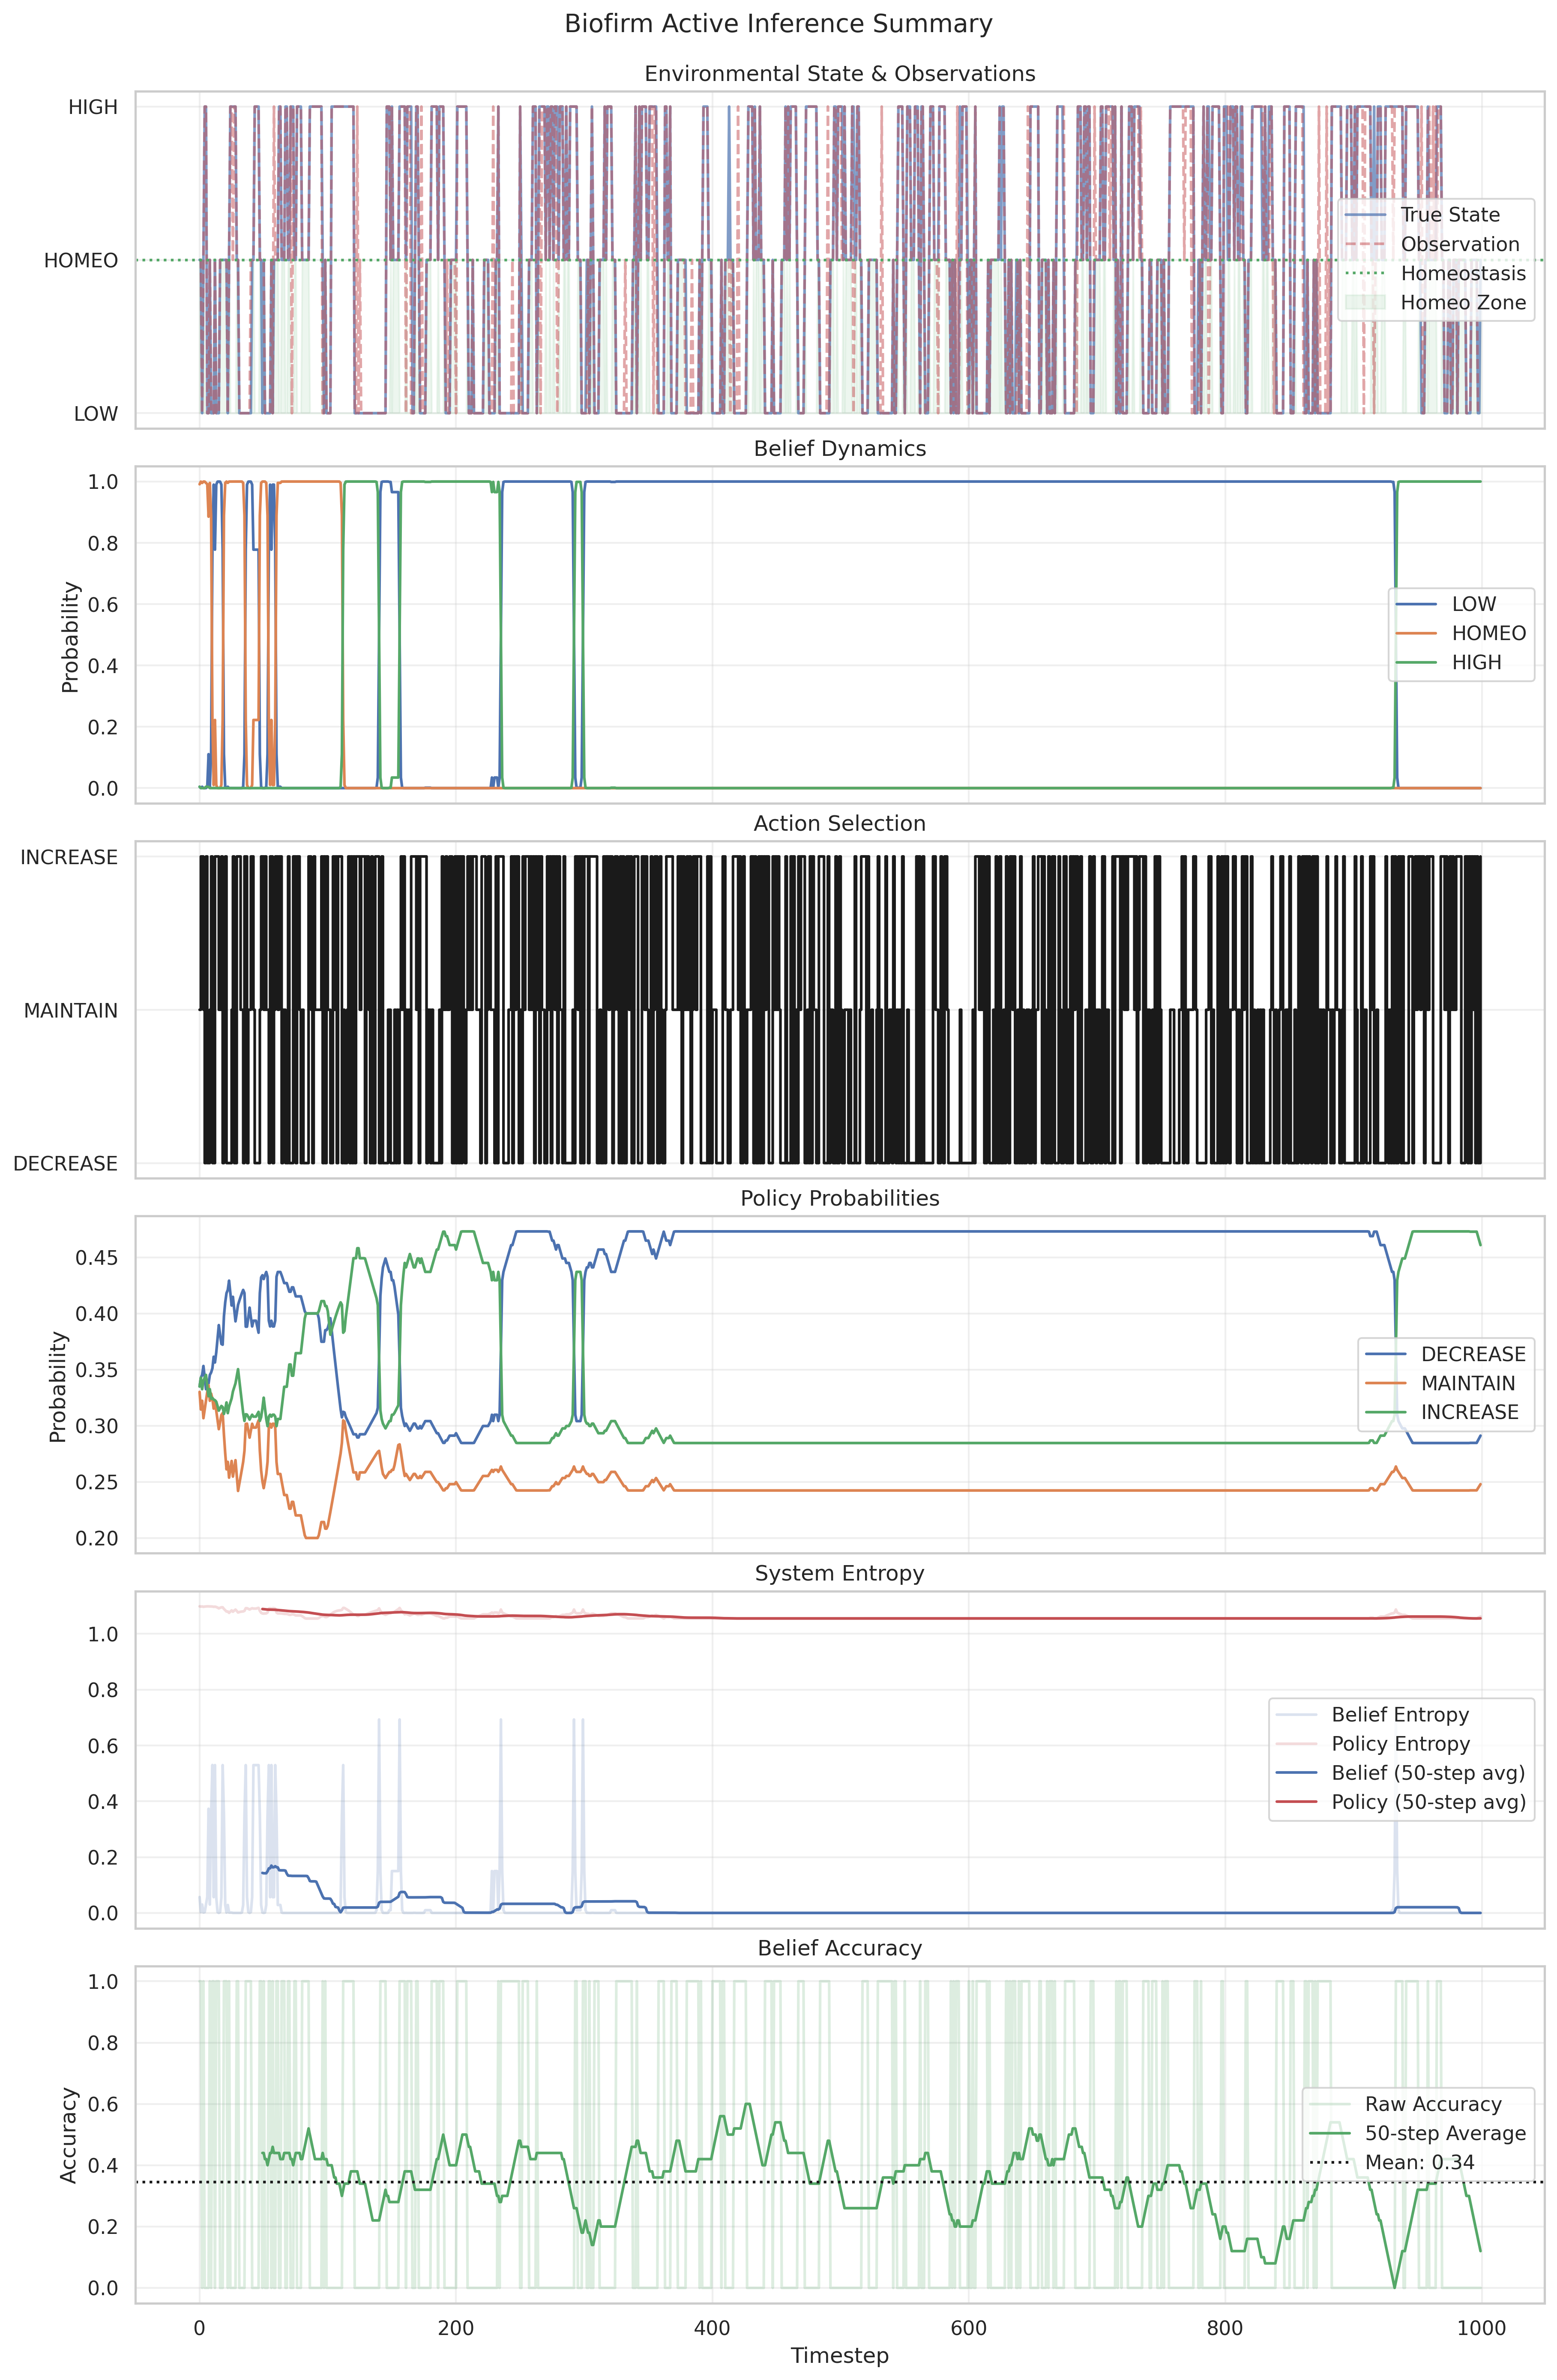 Biofirm Active Inference Summary
Environmental State & Observations
HIGH
HOMEO
LOW
True State
Observation
Homeostasis
Homeo Zone
Belief Dynamics
Probability
1.0
0.8
0.6
0.4
0.2
0.0
LOW
HOMEO
HIGH
Action Selection
INCREASE
MAINTAIN
DECREASE
Policy Probabilities
Probability
0.45
0.40
0.35
0.30
0.25
0.20
DECREASE
MAINTAIN
INCREASE
System Entropy
1.0
0.8
0.6
0.4
0.2
0.0
Belief Entropy
Policy Entropy
Belief (50-step avg)
Policy (50-step avg)
Belief Accuracy
Accuracy
1.0
0.8
0.6
0.4
0.2
0.0
Raw Accuracy
50-step Average
Mean: 0.34
0 200 400 600 800 1000
Timestep